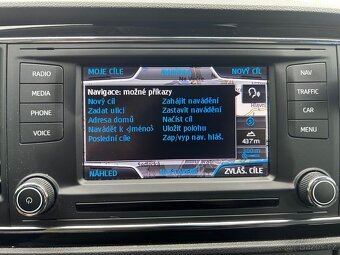 RADIO
MEDIA
PHONE
VOICE
MOJE CÍLE
NOVÝ CÍL
Navigace: možné příkazy
Nový cíl
Zahájit navádění
Zadat ulici
Zastavit navádění
Adresa domů
Načíst cíl
Navádět k <Jméno>
Uložit polohu
Poslední cíle
Zap/vyp nav. hláš.
437 m
NÁHLED
ZVLÁŠ. CÍLE
NAV
TRAFFIC
CAR
MENU